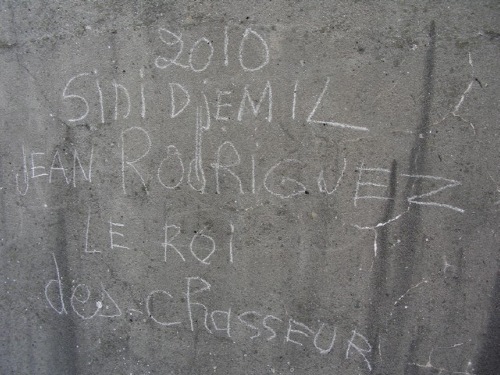 2010
SiDi DjEMiL
JEAN RODRiGUEZ
LE ROi
des-chasseUR